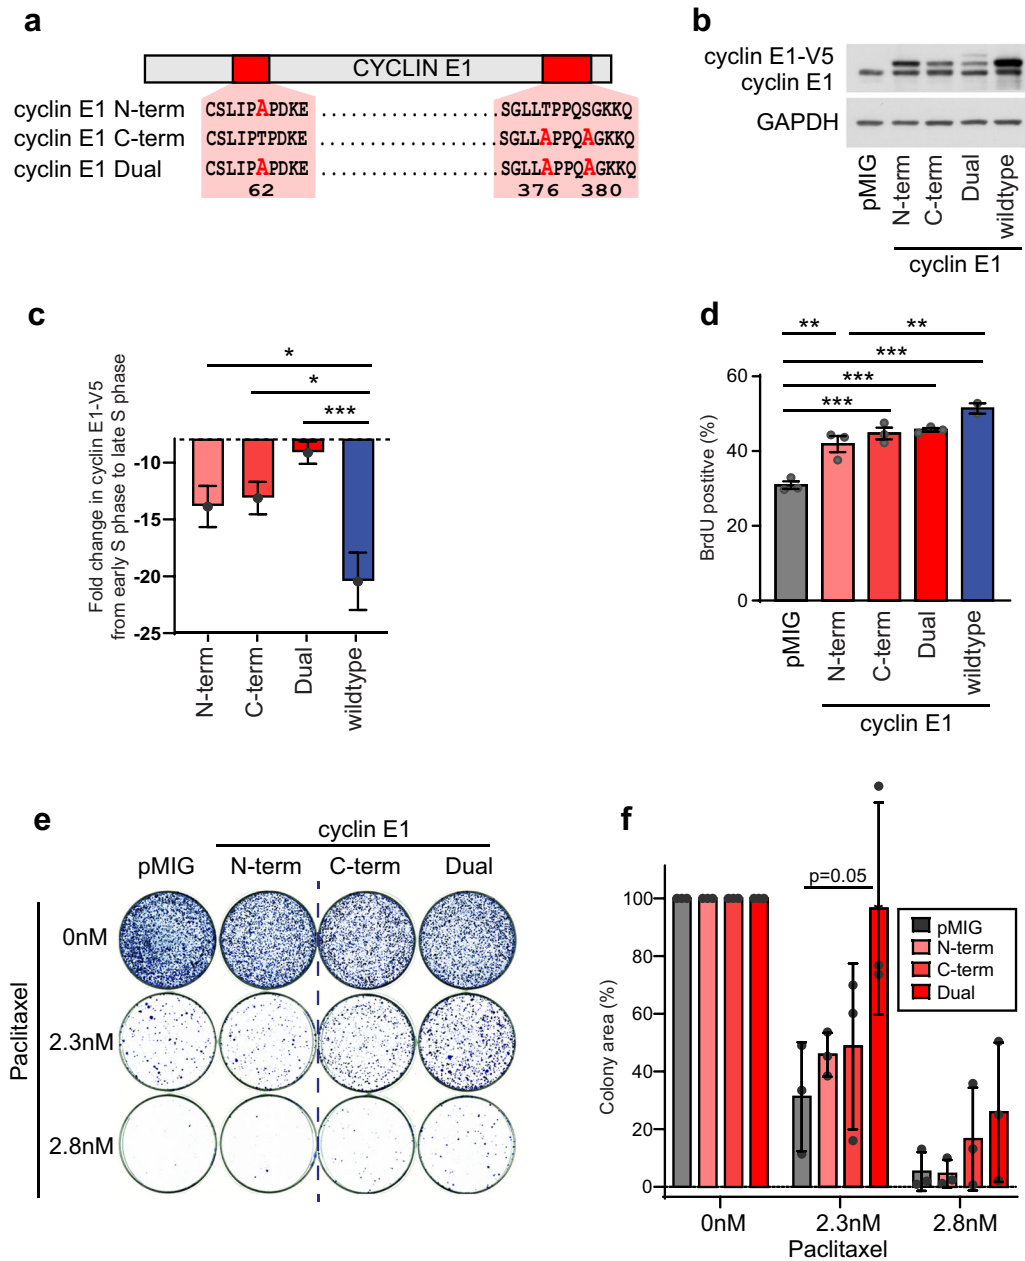 a
CYCLIN E1
cyclin E1 N-term CSLIPAPDKE ................. SGLLTPPQSGKKQ
cyclin E1 C-term CSLIPTPDKE ................. SGLLAPPQAGKKQ
cyclin E1 Dual CSLIPAPDKE ................. SGLLAPPQAGKKQ
62 376 380
b
cyclin E1-V5
cyclin E1
GAPDH
pMIG N-term C-term Dual wildtype
cyclin E1
c
*
*
***
Fold change in cyclin E1-V5
from early S phase to late S phase
-10
-15
-20
-25
N-term C-term Dual wildtype
d
** **
***
***
***
BrdU postitve (%)
60
40
20
0
pMIG N-term C-term Dual wildtype
cyclin E1
e
cyclin E1
pMIG N-term C-term Dual
Paclitaxel
0nM
2.3nM
2.8nM
f
p=0.05
Colony area (%)
100
80
60
40
20
0
pMIG
N-term
C-term
Dual
0nM 2.3nM 2.8nM
Paclitaxel